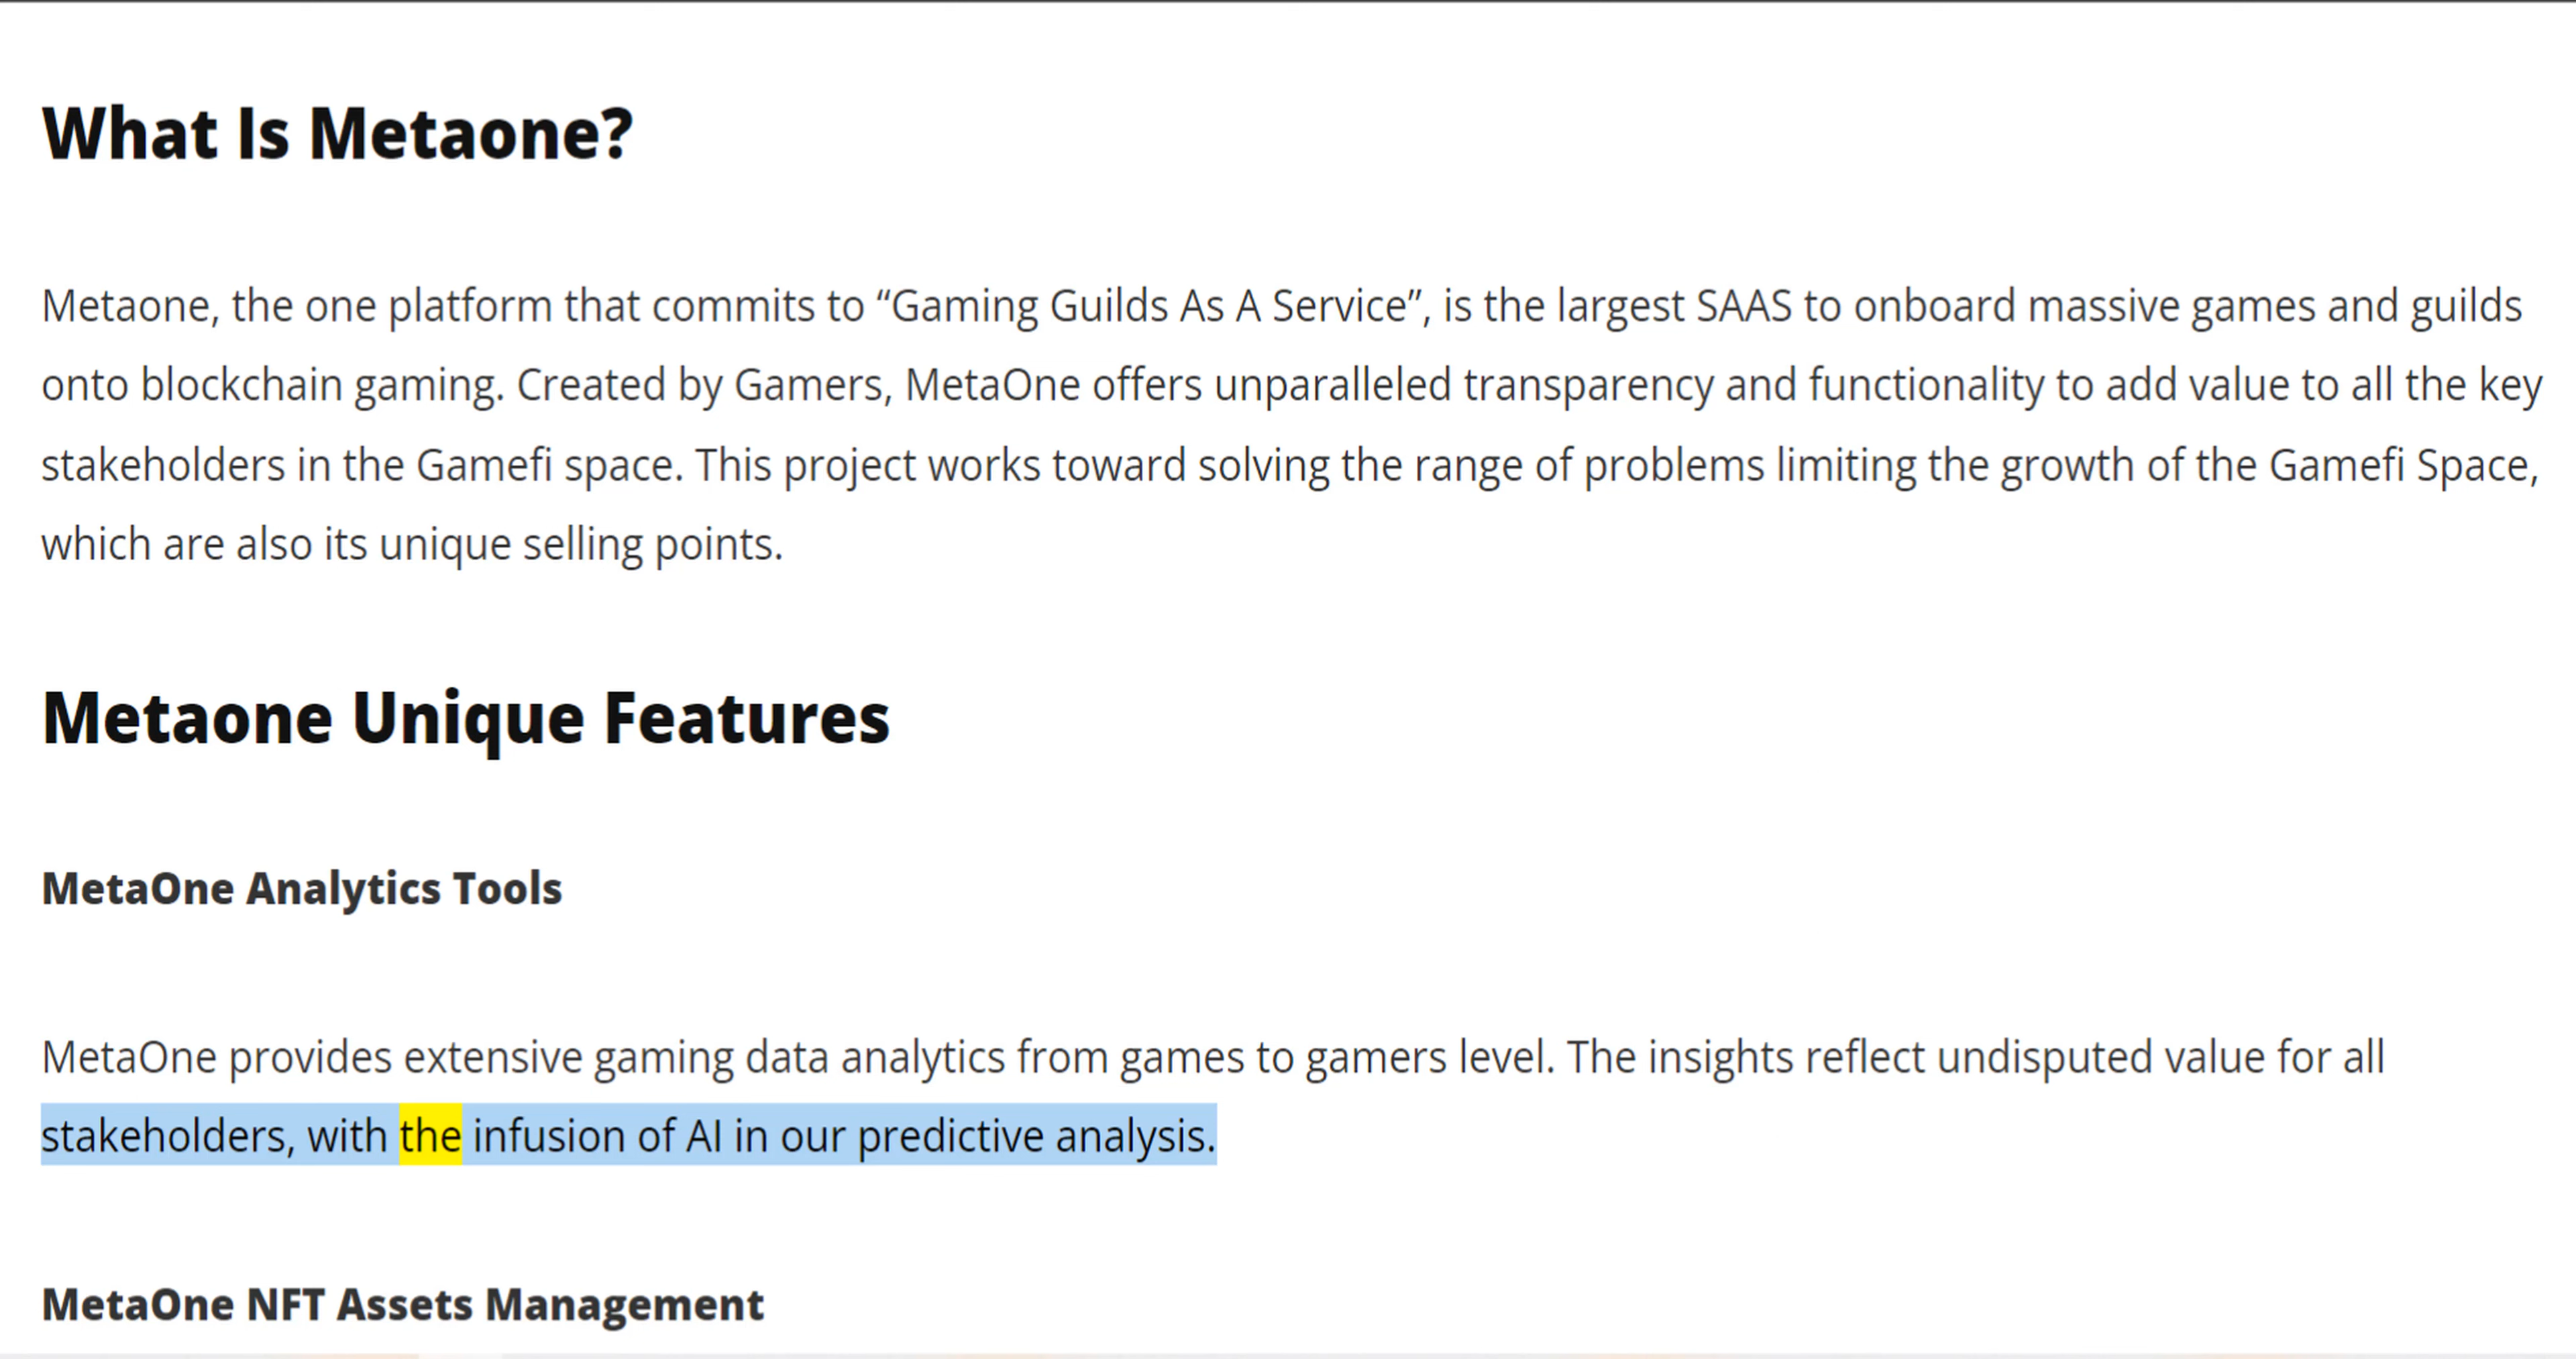 What Is Metaone?
Metaone, the one platform that commits to “Gaming Guilds As A Service”, is the largest SAAS to onboard massive games and guilds
onto blockchain gaming. Created by Gamers, MetaOne offers unparalleled transparency and functionality to add value to all the key
stakeholders in the Gamefi space. This project works toward solving the range of problems limiting the growth of the Gamefi Space,
which are also its unique selling points.
Metaone Unique Features
MetaOne Analytics Tools
MetaOne provides extensive gaming data analytics from games to gamers level. The insights reflect undisputed value for all
stakeholders, with the infusion of AI in our predictive analysis.
MetaOne NFT Assets Management